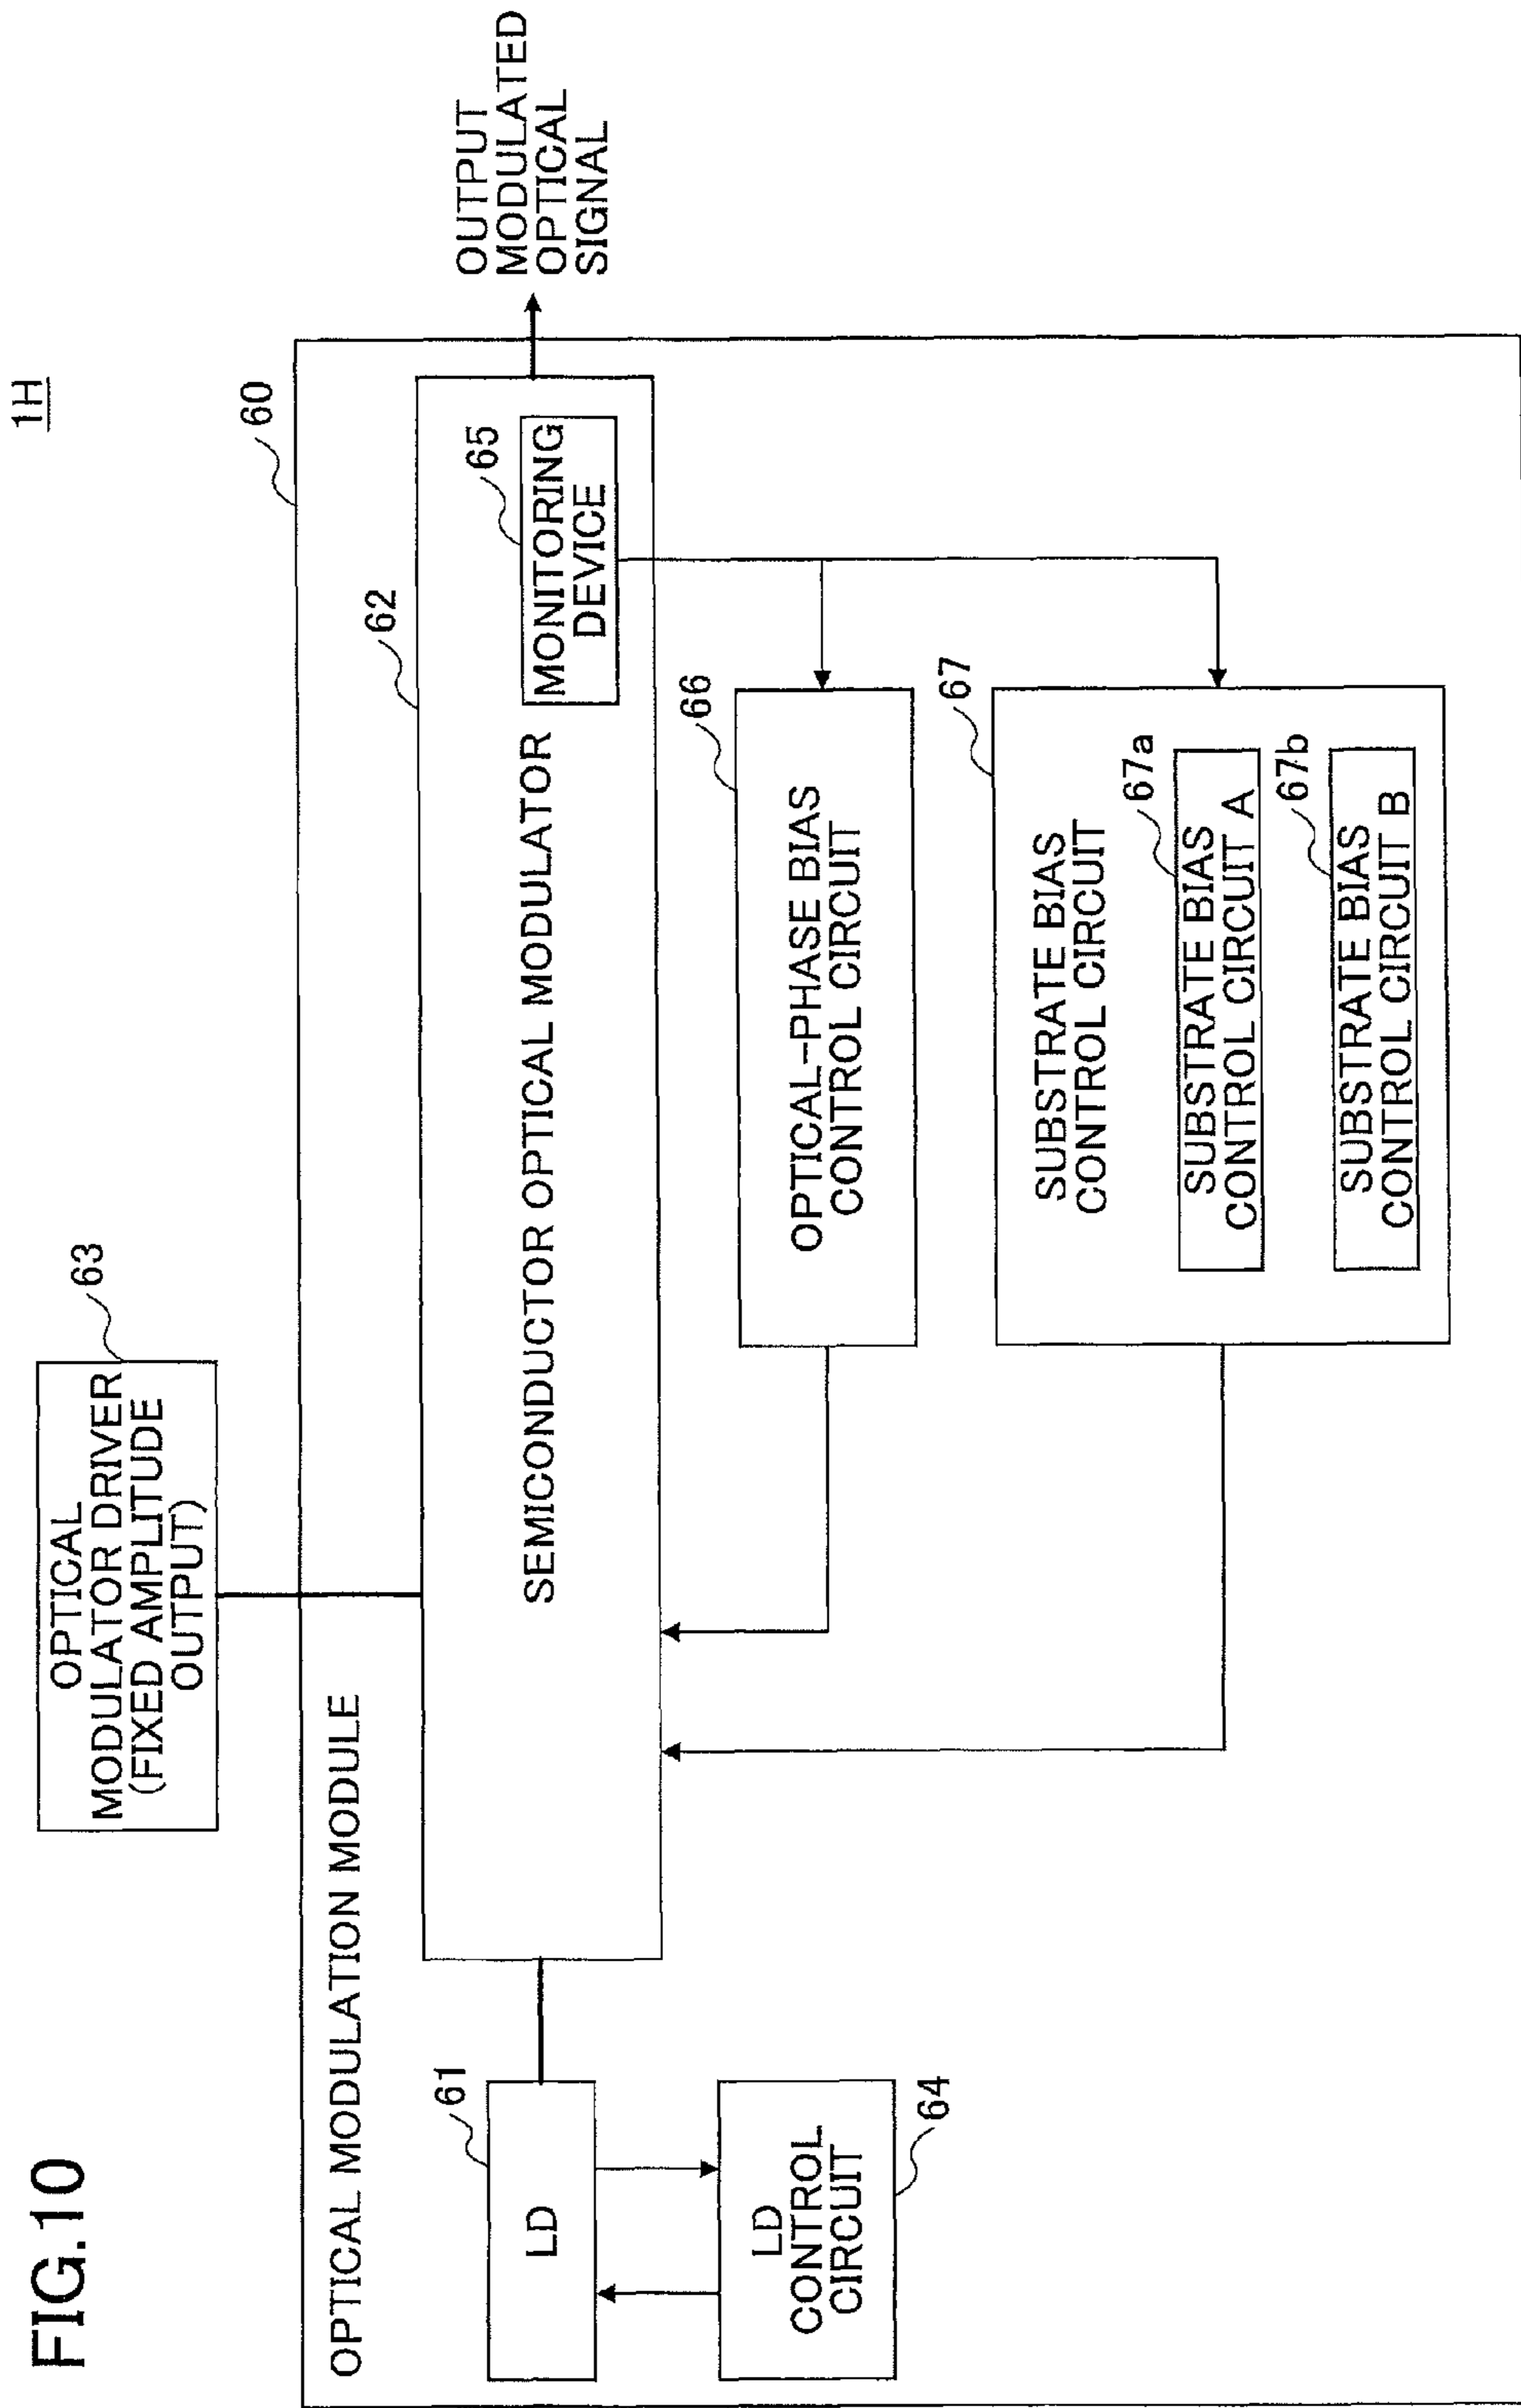 FIG.10
1H
OPTICAL
MODULATOR DRIVER
(FIXED AMPLITUDE
OUTPUT)
63
60
OPTICAL MODULATION MODULE
62
OUTPUT
MODULATED
OPTICAL
SIGNAL
61
LD
SEMICONDUCTOR OPTICAL MODULATOR
65
MONITORING
DEVICE
LD
CONTROL
CIRCUIT
64
66
OPTICAL-PHASE BIAS
CONTROL CIRCUIT
67
SUBSTRATE BIAS
CONTROL CIRCUIT
67a
SUBSTRATE BIAS
CONTROL CIRCUIT A
67b
SUBSTRATE BIAS
CONTROL CIRCUIT B